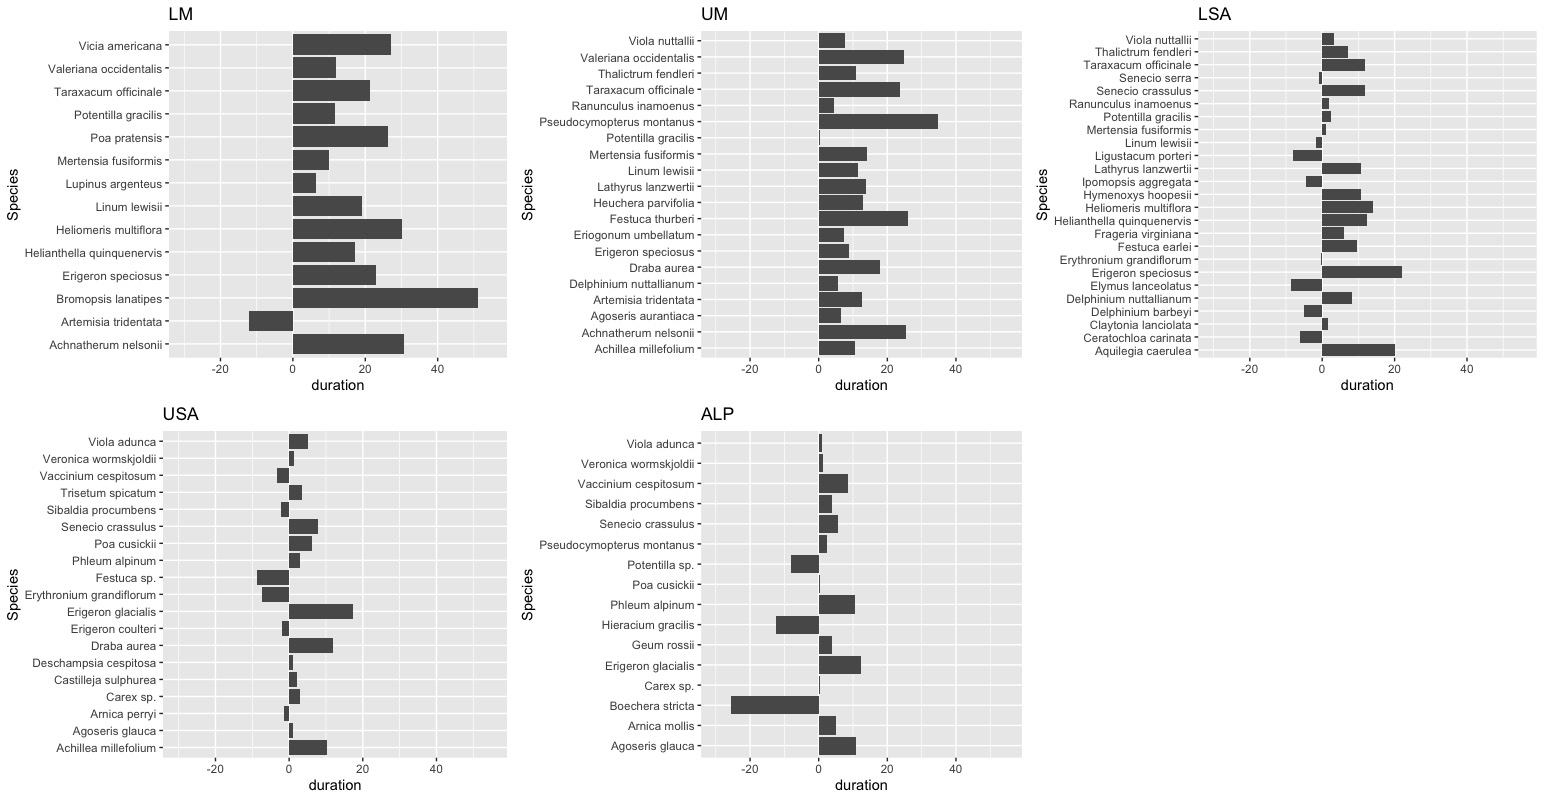 LM
Species
Vicia americana
Valeriana occidentalis
Taraxacum officinale
Potentilla gracilis
Poa pratensis
Mertensia fusiformis
Lupinus argenteus
Linum lewisii
Heliomeris multiflora
Helianthella quinquenervis
Erigeron speciosus
Bromopsis lanatipes
Artemisia tridentata
Achnatherum nelsonii
-20 0 20 40
duration
UM
Species
Viola nuttallii
Valeriana occidentalis
Thalictrum fendleri
Taraxacum officinale
Ranunculus inamoenus
Pseudocymopterus montanus
Potentilla gracilis
Mertensia fusiformis
Linum lewisii
Lathyrus lanzwertii
Heuchera parvifolia
Festuca thurberi
Eriogonum umbellatum
Erigeron speciosus
Draba aurea
Delphinium nuttallianum
Artemisia tridentata
Agoseris aurantiaca
Achnatherum nelsonii
Achillea millefolium
-20 0 20 40
duration
LSA
Species
Viola nuttallii
Thalictrum fendleri
Taraxacum officinale
Senecio serra
Senecio crassulus
Ranunculus inamoenus
Potentilla gracilis
Mertensia fusiformis
Linum lewisii
Ligustacum porteri
Lathyrus lanzwertii
Ipomopsis aggregata
Hymenoxys hoopesii
Heliomeris multiflora
Helianthella quinquenervis
Frageria virginiana
Festuca earlei
Erythronium grandiflorum
Erigeron speciosus
Elymus lanceolatus
Delphinium nuttallianum
Delphinium barbeyi
Claytonia lanciolata
Ceratochloa carinata
Aquilegia caerulea
-20 0 20 40
duration
USA
Species
Viola adunca
Veronica wormskjoldii
Vaccinium cespitosum
Trisetum spicatum
Sibaldia procumbens
Senecio crassulus
Poa cusickii
Phleum alpinum
Festuca sp.
Erythronium grandiflorum
Erigeron glacialis
Erigeron coulteri
Draba aurea
Deschampsia cespitosa
Castilleja sulphurea
Carex sp.
Arnica perryi
Agoseris glauca
Achillea millefolium
-20 0 20 40
duration
ALP
Species
Viola adunca
Veronica wormskjoldii
Vaccinium cespitosum
Sibaldia procumbens
Senecio crassulus
Pseudocymopterus montanus
Potentilla sp.
Poa cusickii
Phleum alpinum
Hieracium gracilis
Geum rossii
Erigeron glacialis
Carex sp.
Boechera stricta
Arnica mollis
Agoseris glauca
-20 0 20 40
duration